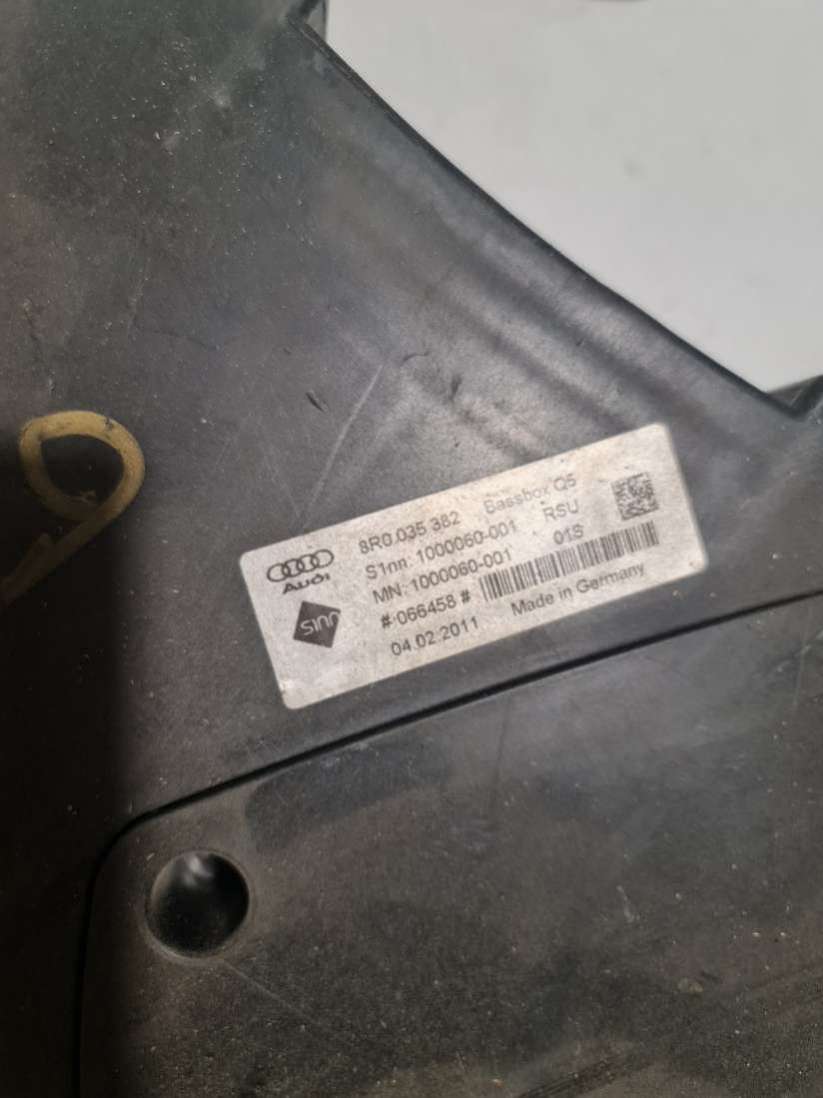 Audi
8R0 035 382 Bassbox Q5
S1nn: 1000060-001 RSU
MN: 1000060-001 01S
#:066458 #
04.02.2011 Made in Germany
s1nn